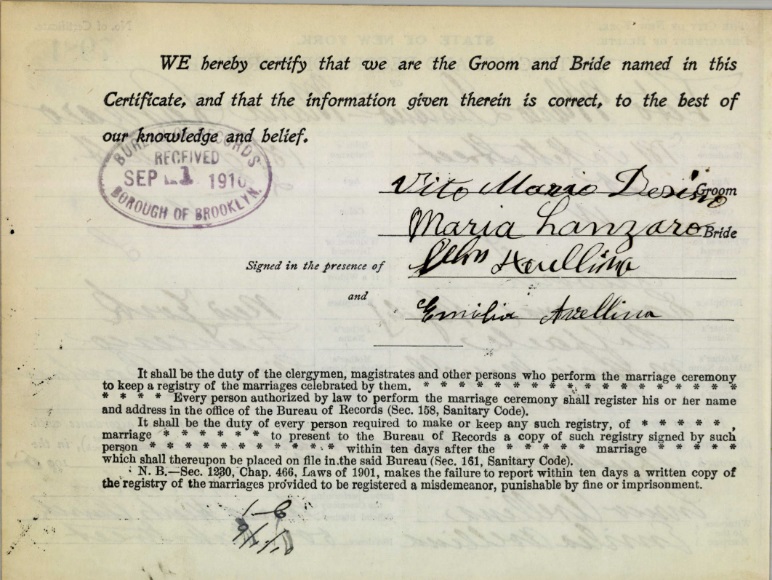 WE hereby certify that we are the Groom and Bride named in this
Certificate, and that the information given therein is correct, to the best of
our knowledge and belief.
BUREAU RECORDS
RECEIVED
SEP 1 1910
BOROUGH OF BROOKLYN.
Vito Mario Groom
Maria Lanzaro Bride
Signed in the presence of John Avellina
and
Emilia Avellina
It shall be the duty of the clergymen, magistrates and other persons who perform the marriage ceremony
to keep a registry of the marriages celebrated by them. * * * * * * * * * * * * * * * * *
* * * * Every person authorized by law to perform the marriage ceremony shall register his or her name
and address in the office of the Bureau of Records (Sec. 158, Sanitary Code).
It shall be the duty of every person required to make or keep any such registry, of * * * * * ,
marriage * * * * * * to present to the Bureau of Records a copy of such registry signed by such
person * * * * * * * * * * within ten days after the * * * * * marriage * * * * *
which shall thereupon be placed on file in the said Bureau (Sec. 161, Sanitary Code).
N. B.—Sec. 1230, Chap. 466, Laws of 1901, makes the failure to report within ten days a written copy of
the registry of the marriages provided to be registered a misdemeanor, punishable by fine or imprisonment.